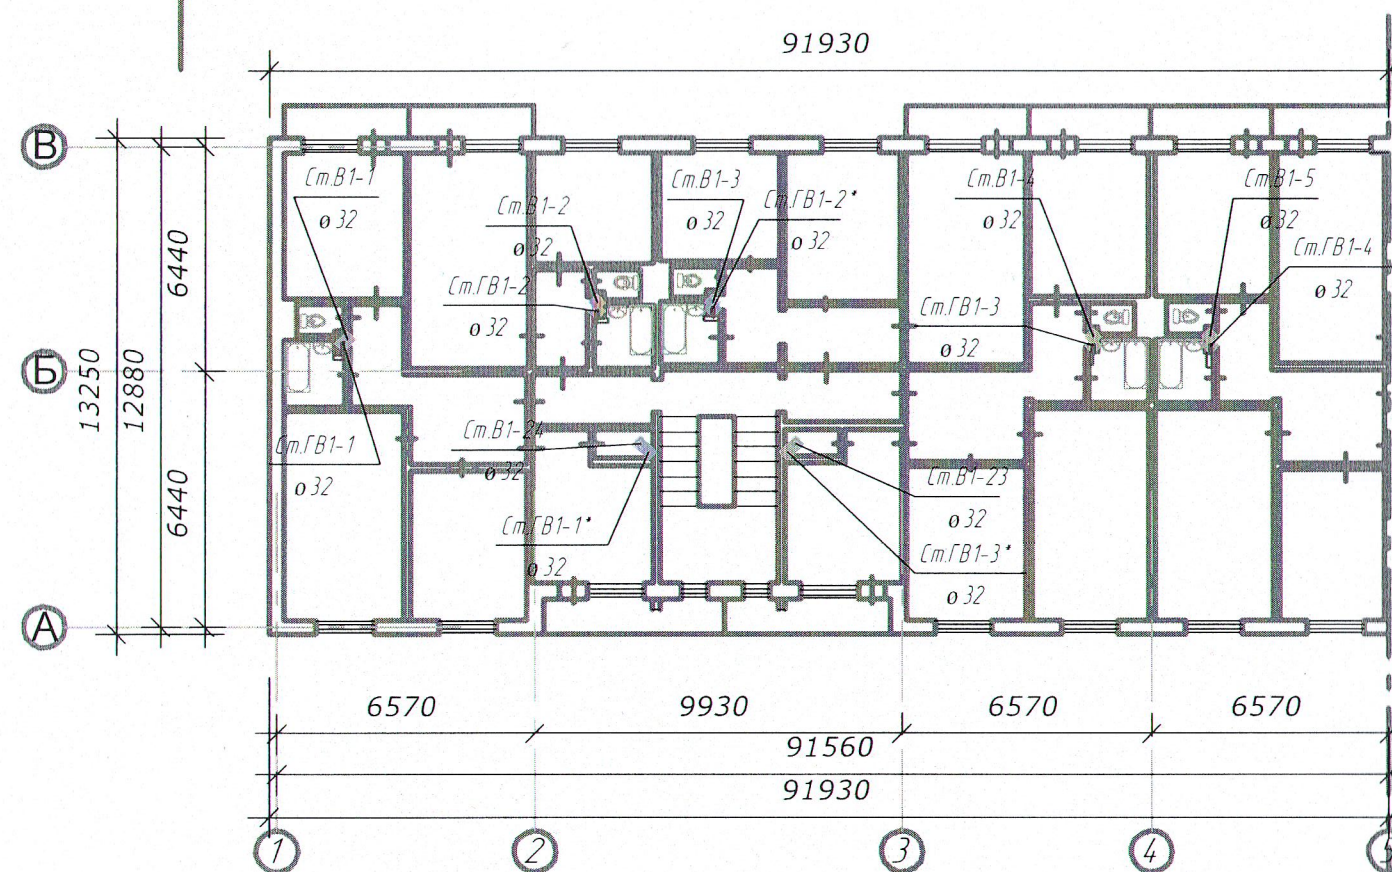 91930
В
Ст.В1-1
ø 32
Ст.В1-2
ø 32
Ст.В1-3
ø 32
Ст.ГВ1-2*
ø 32
Ст.В1-4
ø 32
Ст.В1-5
ø 32
Ст.ГВ1-4
ø 32
Ст.ГВ1-2
ø 32
Ст.ГВ1-3
ø 32
6440
Б
13250
12880
6440
Ст.ГВ1-1
ø 32
Ст.В1-24
ø 32
Ст.ГВ1-1*
ø 32
Ст.В1-23
ø 32
Ст.ГВ1-3*
ø 32
А
6570
9930
6570
6570
91560
91930
1
2
3
4
5